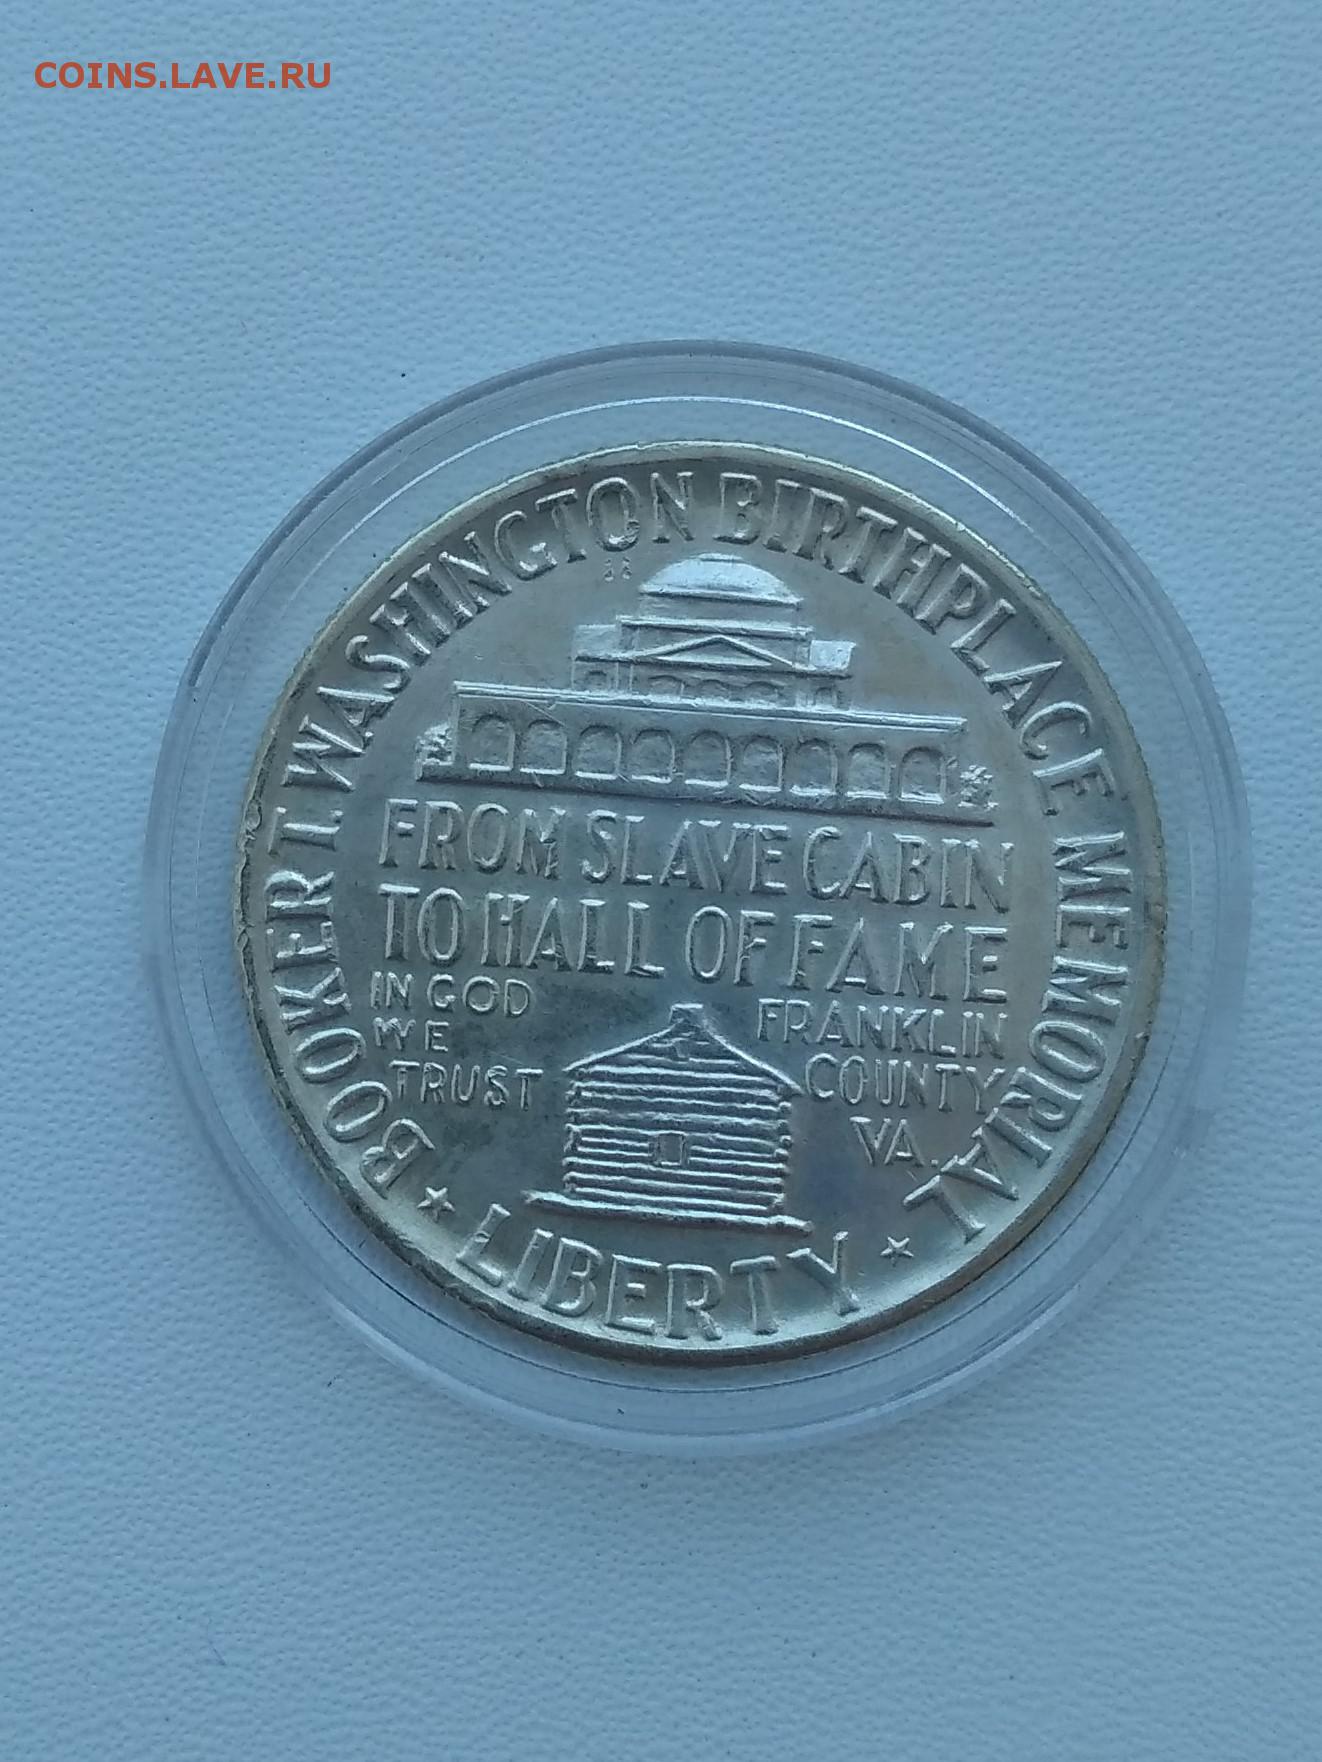 COINS.LAVE.RU
BOOKER T. WASHINGTON BIRTHPLACE MEMORIAL
FROM SLAVE CABIN
TO HALL OF FAME
IN GOD
WE
TRUST
FRANKLIN
COUNTY
VA.
LIBERTY